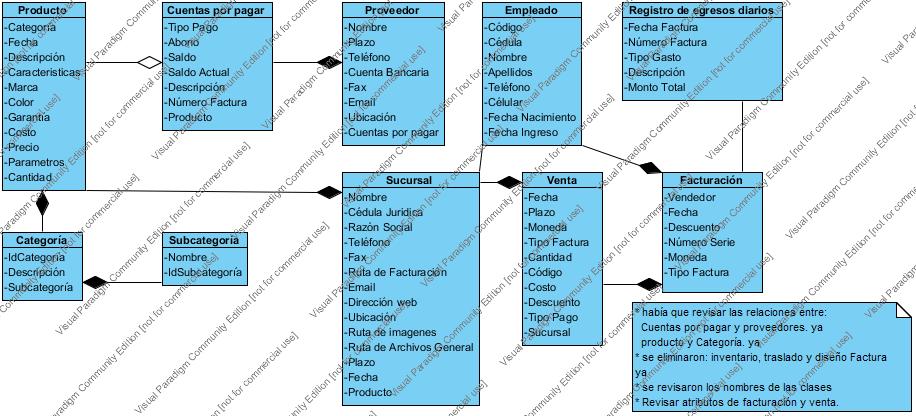 Producto
-Categoría
-Fecha
-Descripción
-Características
-Marca
-Color
-Garantía
-Costo
-Precio
-Parametros
-Cantidad
Cuentas por pagar
-Tipo Pago
-Abono
-Saldo
-Saldo Actual
-Descripción
-Número Factura
-Producto
Proveedor
-Nombre
-Plazo
-Teléfono
-Cuenta Bancaria
-Fax
-Email
-Ubicación
-Cuentas por pagar
Empleado
-Código
-Cédula
-Nombre
-Apellidos
-Teléfono
-Célular
-Fecha Nacimiento
-Fecha Ingreso
Registro de egresos diarios
-Fecha Factura
-Número Factura
-Tipo Gasto
-Descripción
-Monto Total
Categoría
-IdCategoría
-Descripción
-Subcategoría
Subcategoría
-Nombre
-IdSubcategoría
Sucursal
-Nombre
-Cédula Juridica
-Razón Social
-Teléfono
-Fax
-Ruta de Facturación
-Email
-Dirección web
-Ubicación
-Ruta de imagenes
-Ruta de Archivos General
-Plazo
-Fecha
-Producto
Venta
-Fecha
-Plazo
-Moneda
-Tipo Factura
-Cantidad
-Código
-Costo
-Descuento
-Tipo Pago
-Sucursal
Facturación
-Vendedor
-Fecha
-Descuento
-Número Serie
-Moneda
-Tipo Factura
* había que revisar las relaciones entre:
Cuentas por pagar y proveedores. ya
producto y Categoría. ya
* se eliminaron: inventario, traslado y diseño Factura
ya
* se revisaron los nombres de las clases
* Revisar atributos de facturación y venta.
Visual Paradigm Community Edition [not for commercial use]